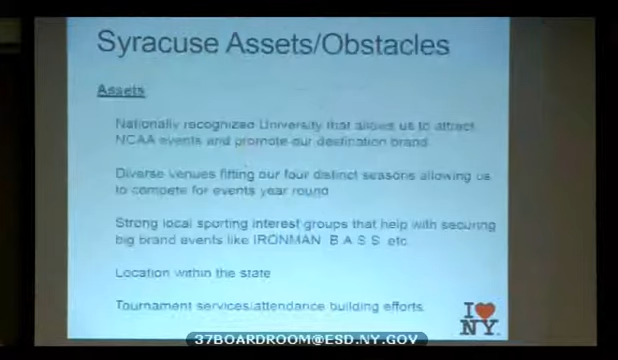 Syracuse Assets/Obstacles
Assets
Nationally recognized University that allows us to attract
NCAA events and promote our destination brand
Diverse venues fitting our four distinct seasons allowing us
to compete for events year round
Strong local sporting interest groups that help with securing
big brand events like IRONMAN B.A.S.S. etc.
Location within the state
Tournament services/attendance building efforts
I ♥
NY.
37BOARDROOM@ESD.NY.GOV